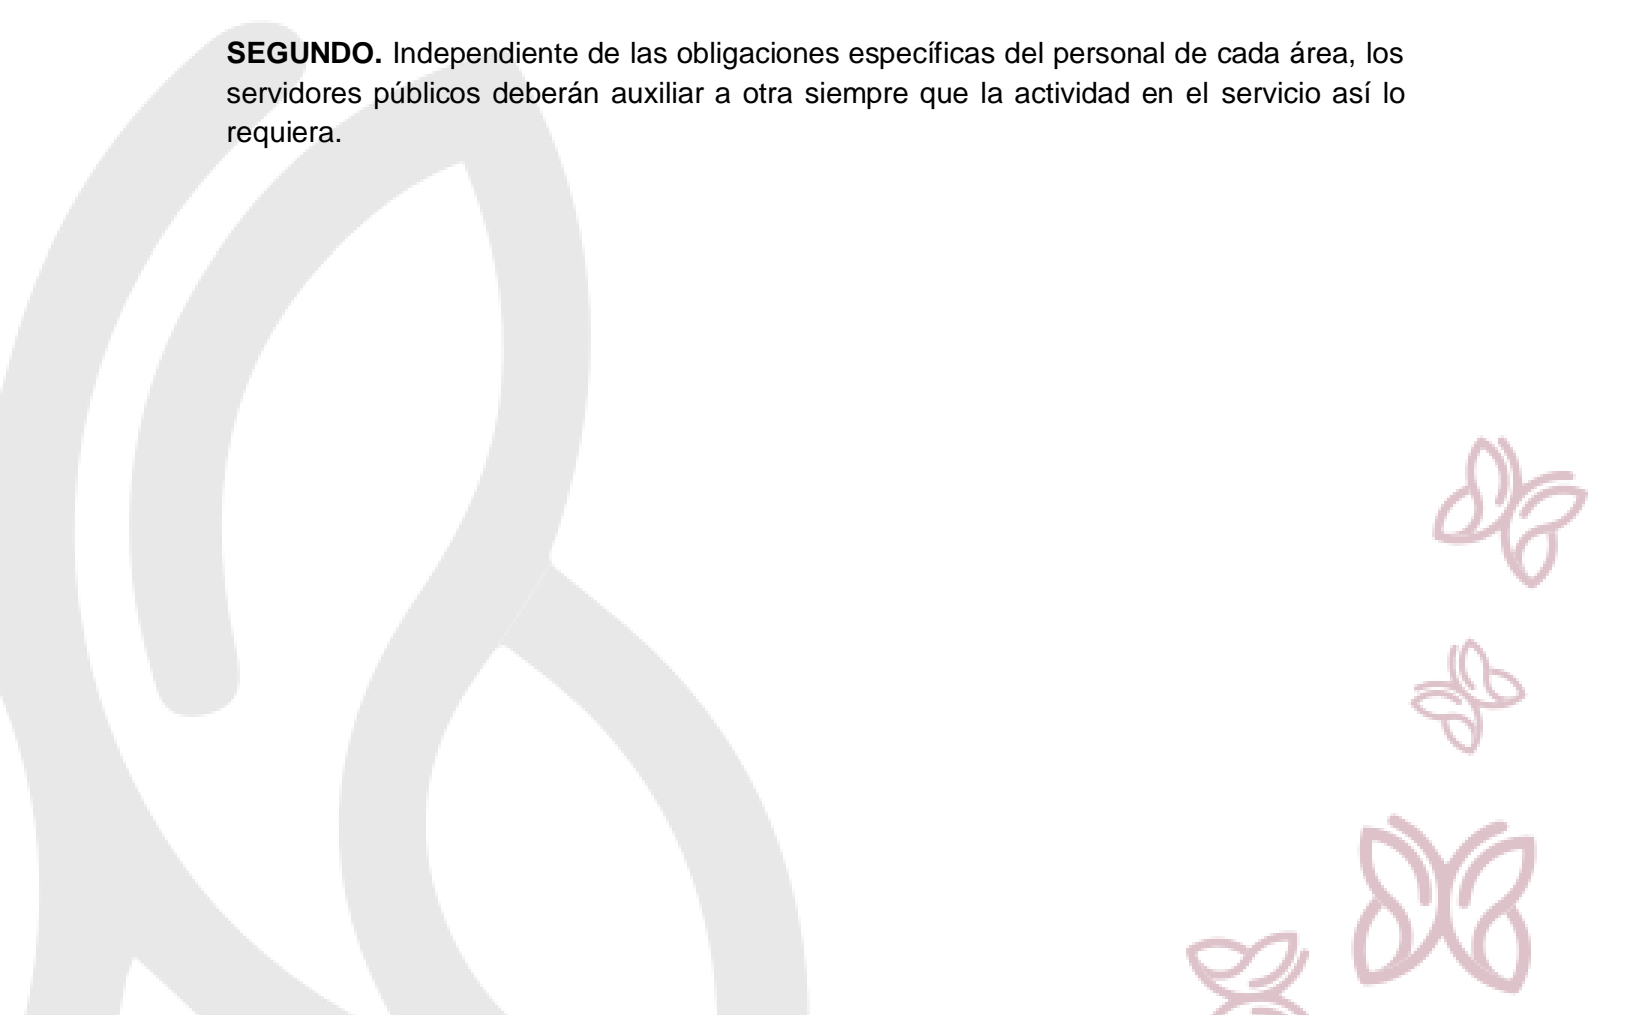 SEGUNDO. Independiente de las obligaciones específicas del personal de cada área, los
servidores públicos deberán auxiliar a otra siempre que la actividad en el servicio así lo
requiera.